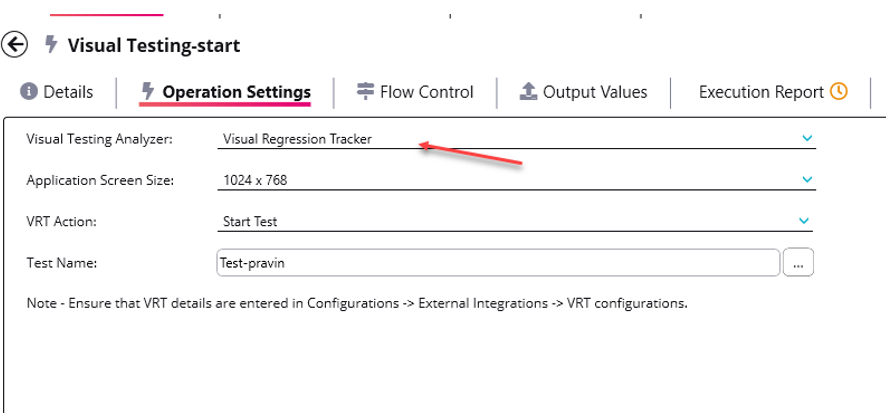 Visual Testing-start
Details Operation Settings Flow Control Output Values Execution Report
Visual Testing Analyzer: Visual Regression Tracker
Application Screen Size: 1024 x 768
VRT Action: Start Test
Test Name: Test-pravin ...
Note - Ensure that VRT details are entered in Configurations -> External Integrations -> VRT configurations.